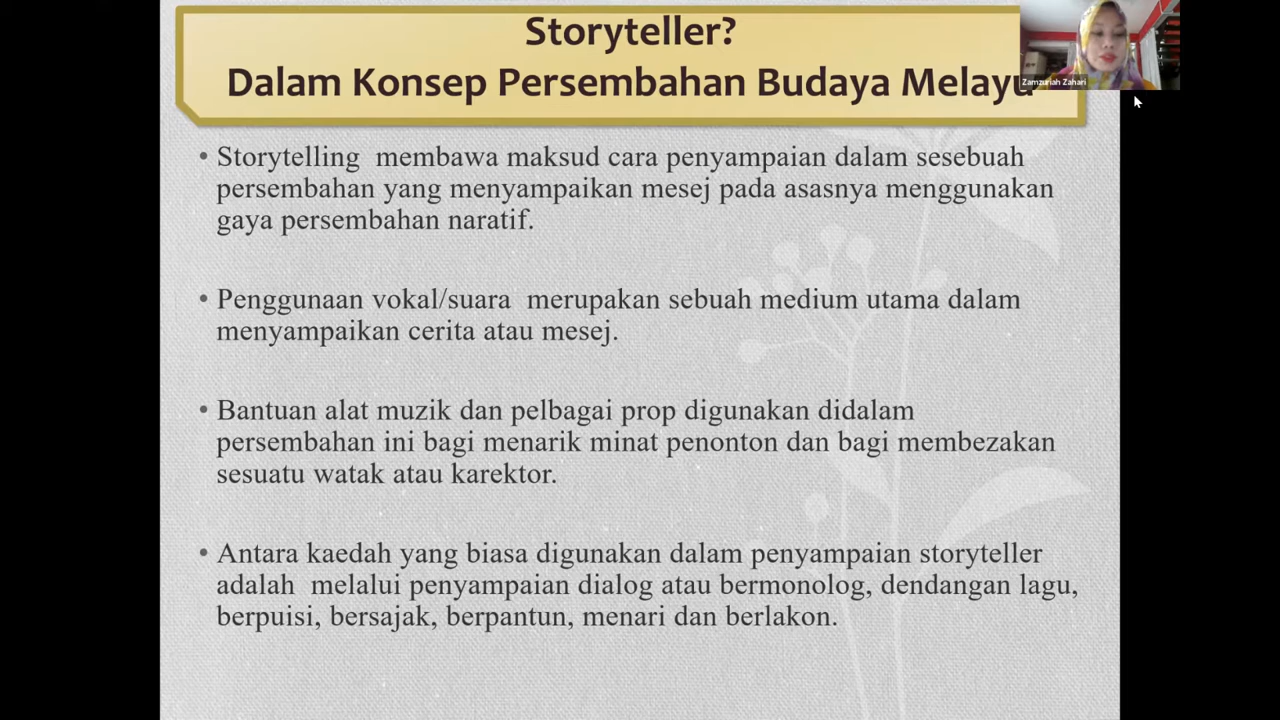 Storyteller?
Dalam Konsep Persembahan Budaya Melayu
Zamzuriah Zahari
• Storytelling membawa maksud cara penyampaian dalam sesebuah
persembahan yang menyampaikan mesej pada asasnya menggunakan
gaya persembahan naratif.
• Penggunaan vokal/suara merupakan sebuah medium utama dalam
menyampaikan cerita atau mesej.
• Bantuan alat muzik dan pelbagai prop digunakan didalam
persembahan ini bagi menarik minat penonton dan bagi membezakan
sesuatu watak atau karektor.
• Antara kaedah yang biasa digunakan dalam penyampaian storyteller
adalah melalui penyampaian dialog atau bermonolog, dendangan lagu,
berpuisi, bersajak, berpantun, menari dan berlakon.